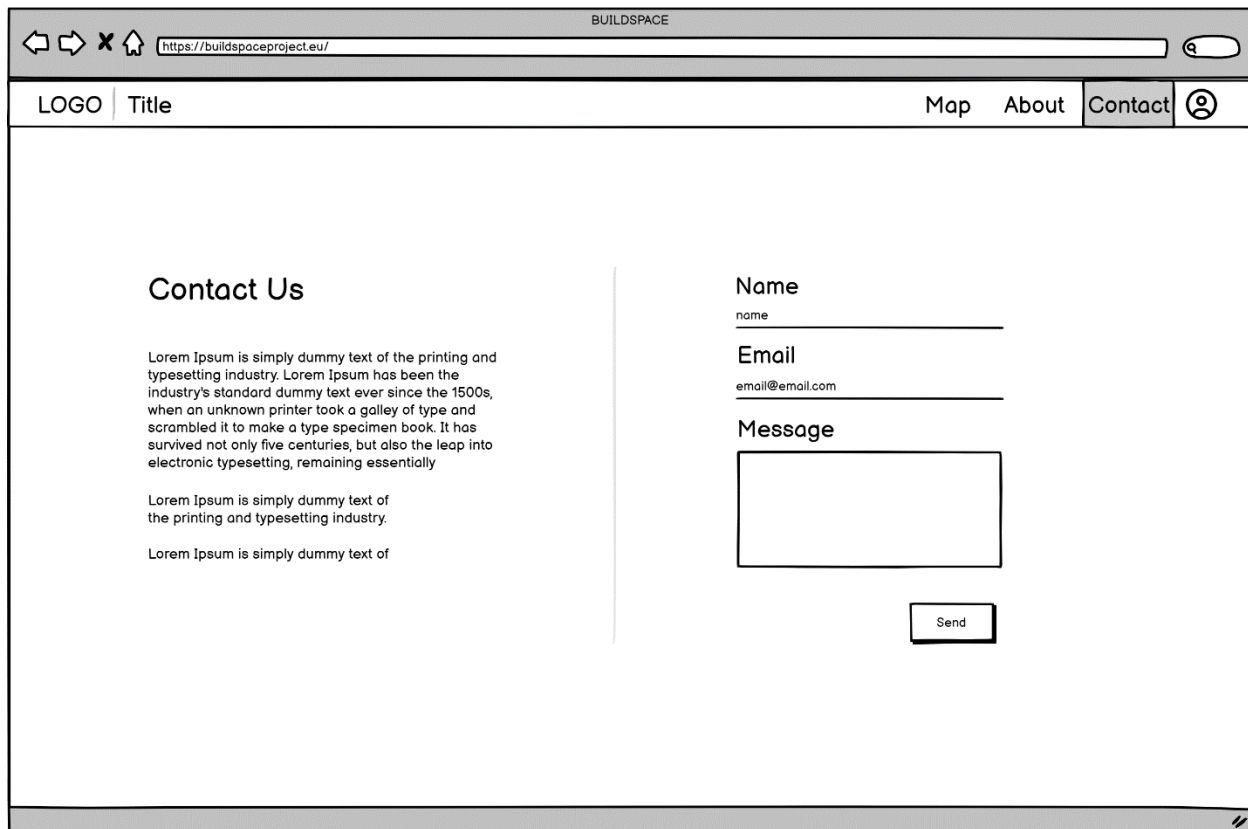 BUILDSPACE
https://buildspaceproject.eu/
LOGO Title Map About Contact
Contact Us
Lorem Ipsum is simply dummy text of the printing and
typesetting industry. Lorem Ipsum has been the
industry's standard dummy text ever since the 1500s,
when an unknown printer took a galley of type and
scrambled it to make a type specimen book. It has
survived not only five centuries, but also the leap into
electronic typesetting, remaining essentially
Lorem Ipsum is simply dummy text of
the printing and typesetting industry.
Lorem Ipsum is simply dummy text of
Name
name
Email
email@email.com
Message
Send